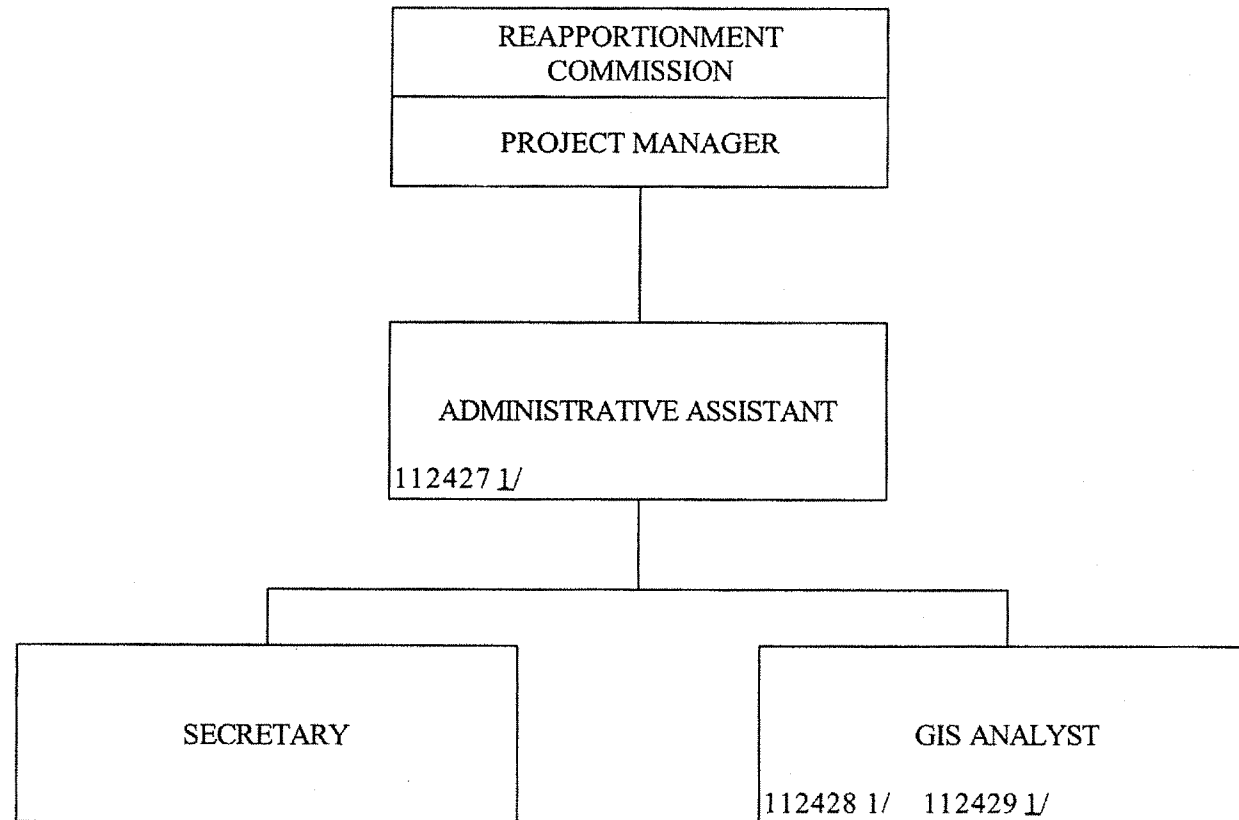 REAPPORTIONMENT
COMMISSION
PROJECT MANAGER
ADMINISTRATIVE ASSISTANT
112427 1/
SECRETARY
GIS ANALYST
112428 1/ 112429 1/